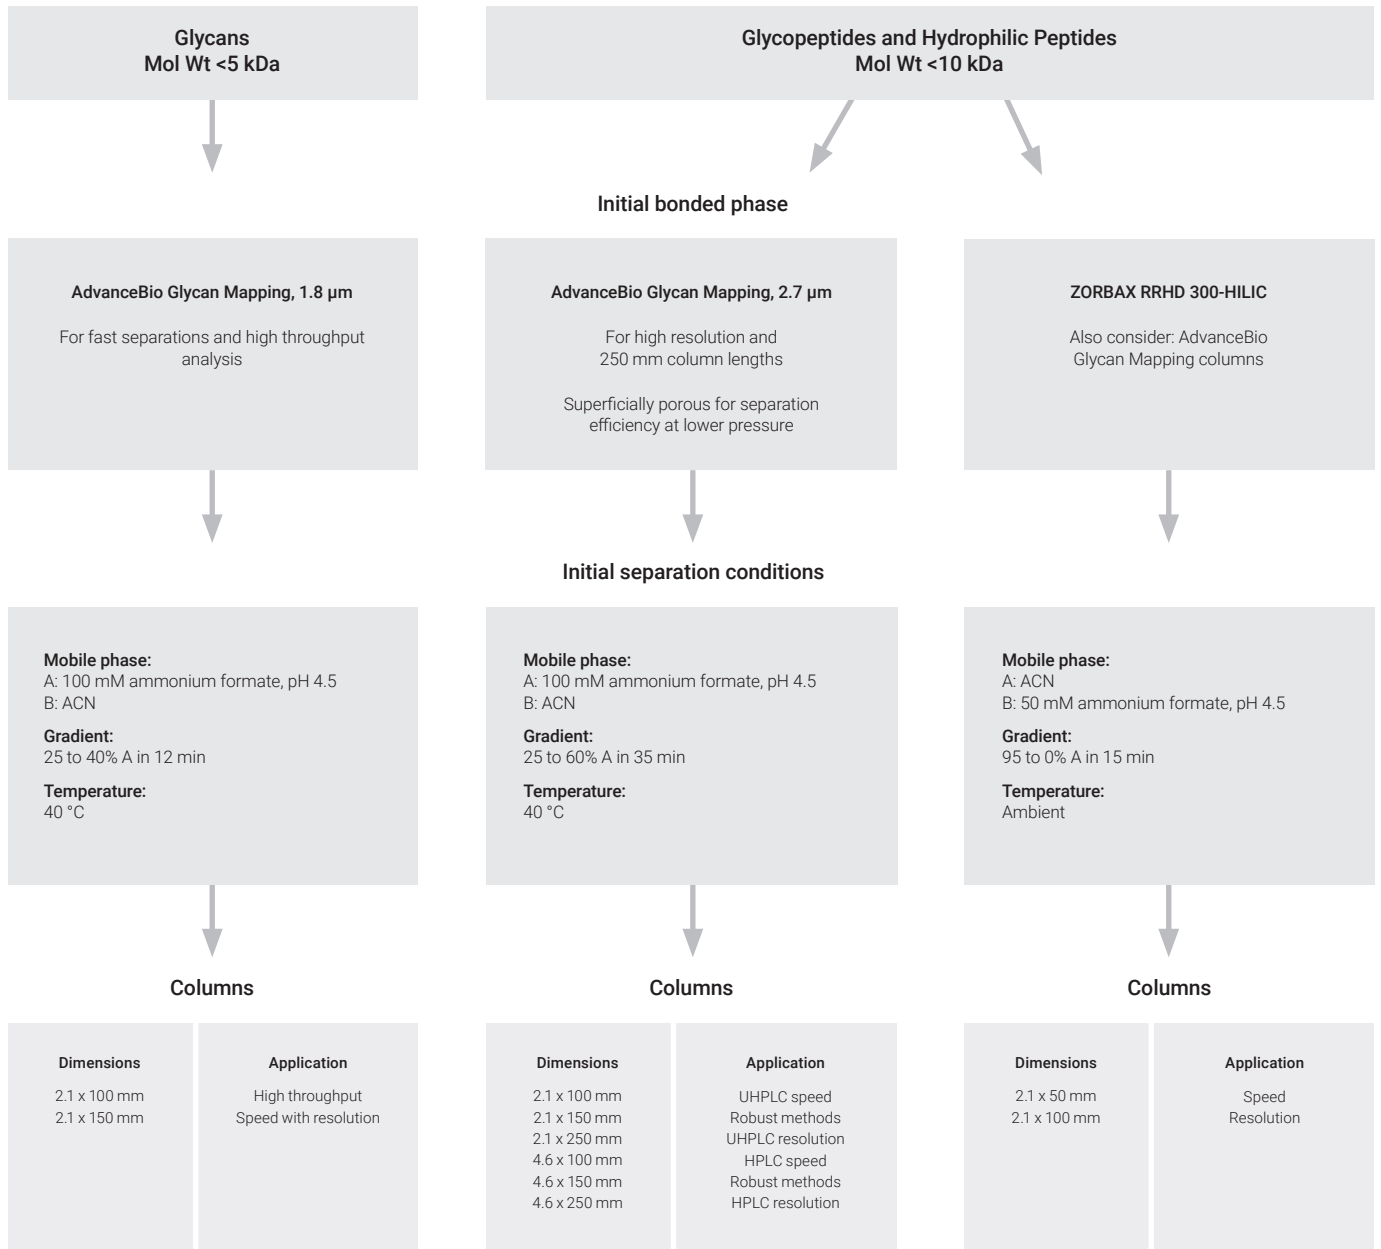 Glycans
Mol Wt <5 kDa
Glycopeptides and Hydrophilic Peptides
Mol Wt <10 kDa
Initial bonded phase
AdvanceBio Glycan Mapping, 1.8 µm
For fast separations and high throughput
analysis
AdvanceBio Glycan Mapping, 2.7 µm
For high resolution and
250 mm column lengths
Superficially porous for separation
efficiency at lower pressure
ZORBAX RRHD 300-HILIC
Also consider: AdvanceBio
Glycan Mapping columns
Initial separation conditions
Mobile phase:
A: 100 mM ammonium formate, pH 4.5
B: ACN
Gradient:
25 to 40% A in 12 min
Temperature:
40 °C
Mobile phase:
A: 100 mM ammonium formate, pH 4.5
B: ACN
Gradient:
25 to 60% A in 35 min
Temperature:
40 °C
Mobile phase:
A: ACN
B: 50 mM ammonium formate, pH 4.5
Gradient:
95 to 0% A in 15 min
Temperature:
Ambient
Columns
Dimensions Application
2.1 x 100 mm High throughput
2.1 x 150 mm Speed with resolution
Columns
Dimensions Application
2.1 x 100 mm UHPLC speed
2.1 x 150 mm Robust methods
2.1 x 250 mm UHPLC resolution
4.6 x 100 mm HPLC speed
4.6 x 150 mm Robust methods
4.6 x 250 mm HPLC resolution
Columns
Dimensions Application
2.1 x 50 mm Speed
2.1 x 100 mm Resolution